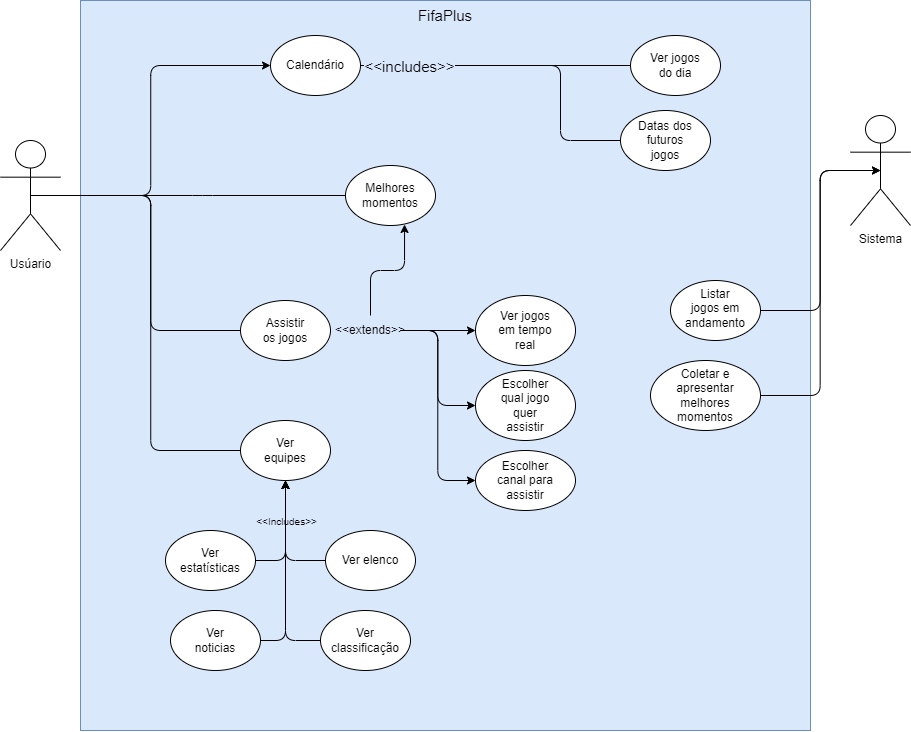 FifaPlus
Calendário
<<includes>>
Ver jogos
do dia
Datas dos
futuros
jogos
Melhores
momentos
Usúario
Sistema
Assistir
os jogos
<<extends>>
Ver jogos
em tempo
real
Listar
jogos em
andamento
Escolher
qual jogo
quer
assistir
Coletar e
apresentar
melhores
momentos
Ver
equipes
Escolher
canal para
assistir
<<Includes>>
Ver
estatísticas
Ver elenco
Ver
noticias
Ver
classificação